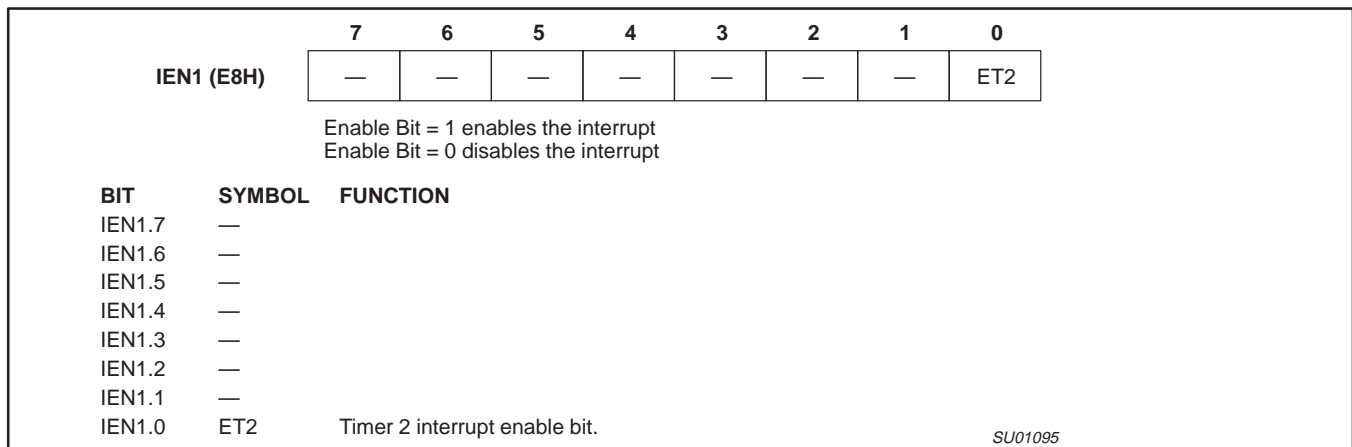 7 6 5 4 3 2 1 0
IEN1 (E8H) — — — — — — — ET2
Enable Bit = 1 enables the interrupt
Enable Bit = 0 disables the interrupt
BIT SYMBOL FUNCTION
IEN1.7 —
IEN1.6 —
IEN1.5 —
IEN1.4 —
IEN1.3 —
IEN1.2 —
IEN1.1 —
IEN1.0 ET2 Timer 2 interrupt enable bit.
SU01095